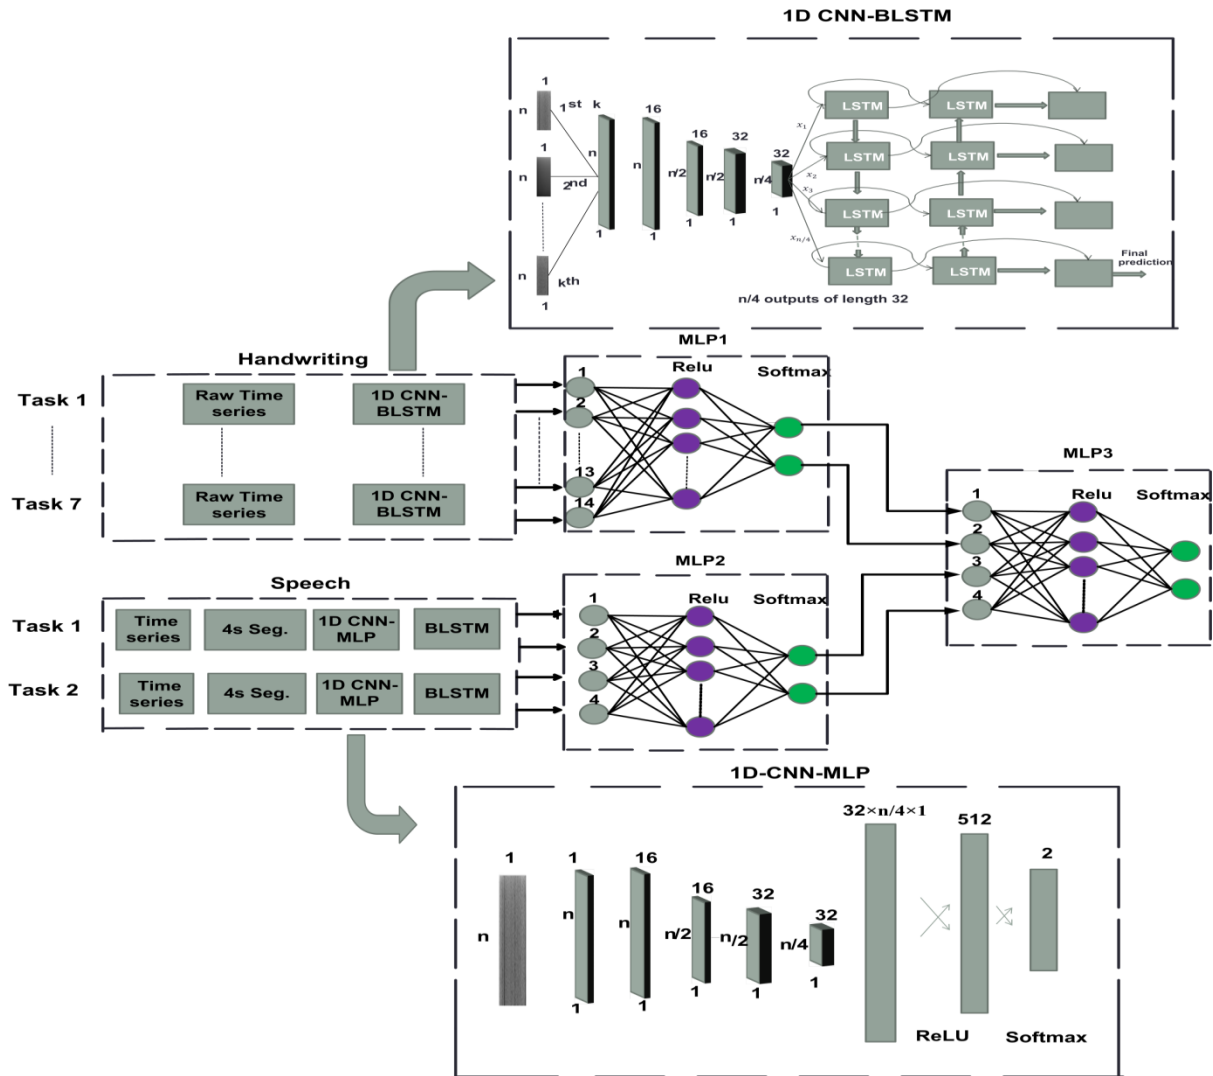 1D CNN-BLSTM
1
n
1st
k
1
n
2nd
n
kth
1
n
1
16
n
1
16
n/2
1
32
n/2
1
32
n/4
1
x1
x2
x3
xn/4
LSTM
LSTM
LSTM
LSTM
LSTM
LSTM
LSTM
LSTM
Final
prediction
n/4 outputs of length 32
Handwriting
Task 1
Raw Time
series
1D CNN-
BLSTM
Task 7
Raw Time
series
1D CNN-
BLSTM
MLP1
Relu
Softmax
1
2
13
14
Speech
Task 1
Time
series
4s Seg.
1D CNN-
MLP
BLSTM
Task 2
Time
series
4s Seg.
1D CNN-
MLP
BLSTM
MLP2
Relu
Softmax
1
2
3
4
MLP3
Relu
Softmax
1
2
3
4
1D-CNN-MLP
1
n
1
n
1
16
n
1
16
n/2
1
32
n/2
1
32
n/4
1
32×n/4×1
512
2
ReLU
Softmax